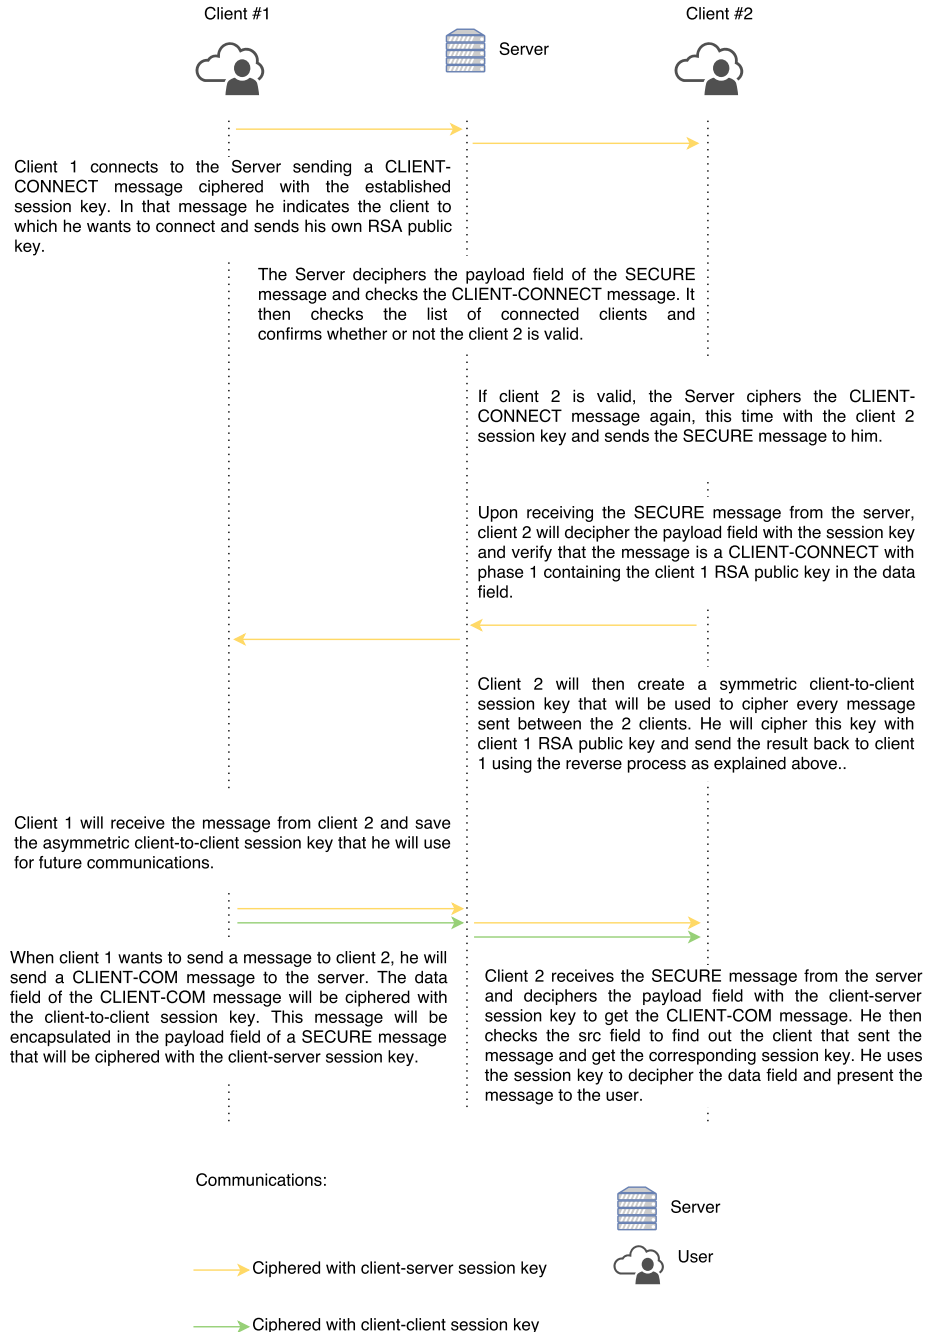 Client #1
Client #2
Server
Client 1 connects to the Server sending a CLIENT-
CONNECT message ciphered with the established
session key. In that message he indicates the client to
which he wants to connect and sends his own RSA public
key.
The Server deciphers the payload field of the SECURE
message and checks the CLIENT-CONNECT message. It
then checks the list of connected clients and
confirms whether or not the client 2 is valid.
If client 2 is valid, the Server ciphers the CLIENT-
CONNECT message again, this time with the client 2
session key and sends the SECURE message to him.
Upon receiving the SECURE message from the server,
client 2 will decipher the payload field with the session key
and verify that the message is a CLIENT-CONNECT with
phase 1 containing the client 1 RSA public key in the data
field.
Client 2 will then create a symmetric client-to-client
session key that will be used to cipher every message
sent between the 2 clients. He will cipher this key with
client 1 RSA public key and send the result back to client
1 using the reverse process as explained above..
Client 1 will receive the message from client 2 and save
the asymmetric client-to-client session key that he will use
for future communications.
When client 1 wants to send a message to client 2, he will
send a CLIENT-COM message to the server. The data
field of the CLIENT-COM message will be ciphered with
the client-to-client session key. This message will be
encapsulated in the payload field of a SECURE message
that will be ciphered with the client-server session key.
Client 2 receives the SECURE message from the server
and deciphers the payload field with the client-server
session key to get the CLIENT-COM message. He then
checks the src field to find out the client that sent the
message and get the corresponding session key. He uses
the session key to decipher the data field and present the
message to the user.
Communications:
Server
User
Ciphered with client-server session key
Ciphered with client-client session key